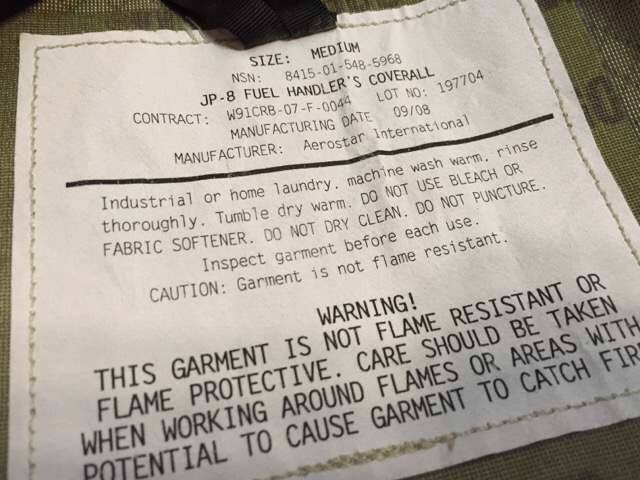 SIZE: MEDIUM
NSN: 8415-01-548-5968
JP-8 FUEL HANDLER'S COVERALL
CONTRACT: W91CRB-07-F-0044 LOT NO: 197704
MANUFACTURING DATE 09/08
MANUFACTURER: Aerostar International
Industrial or home laundry, machine wash warm, rinse
thoroughly. Tumble dry warm. DO NOT USE BLEACH OR
FABRIC SOFTENER. DO NOT DRY CLEAN. DO NOT PUNCTURE.
Inspect garment before each use.
CAUTION: Garment is not flame resistant.
WARNING!
THIS GARMENT IS NOT FLAME RESISTANT OR
FLAME PROTECTIVE. CARE SHOULD BE TAKEN
WHEN WORKING AROUND FLAMES OR AREAS WITH
POTENTIAL TO CAUSE GARMENT TO CATCH FIR